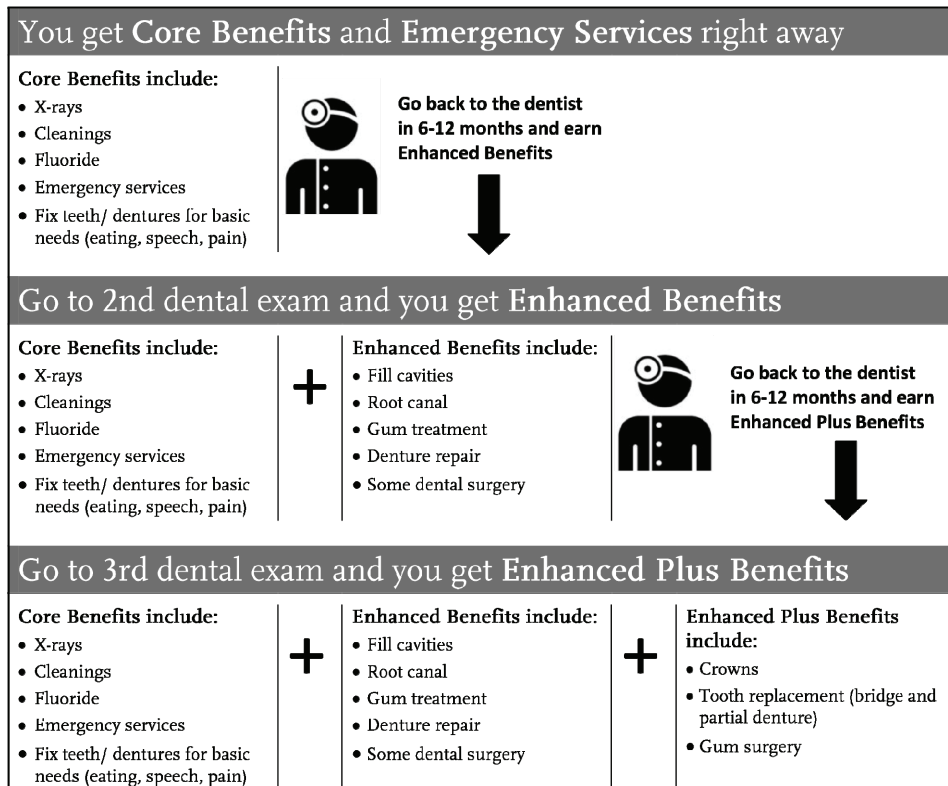 You get Core Benefits and Emergency Services right away
Core Benefits include:
• X-rays
• Cleanings
• Fluoride
• Emergency services
• Fix teeth/ dentures for basic
needs (eating, speech, pain)
Go back to the dentist
in 6-12 months and earn
Enhanced Benefits
Go to 2nd dental exam and you get Enhanced Benefits
Core Benefits include:
• X-rays
• Cleanings
• Fluoride
• Emergency services
• Fix teeth/ dentures for basic
needs (eating, speech, pain)
+
Enhanced Benefits include:
• Fill cavities
• Root canal
• Gum treatment
• Denture repair
• Some dental surgery
Go back to the dentist
in 6-12 months and earn
Enhanced Plus Benefits
Go to 3rd dental exam and you get Enhanced Plus Benefits
Core Benefits include:
• X-rays
• Cleanings
• Fluoride
• Emergency services
• Fix teeth/ dentures for basic
needs (eating, speech, pain)
+
Enhanced Benefits include:
• Fill cavities
• Root canal
• Gum treatment
• Denture repair
• Some dental surgery
+
Enhanced Plus Benefits
include:
• Crowns
• Tooth replacement (bridge and
partial denture)
• Gum surgery